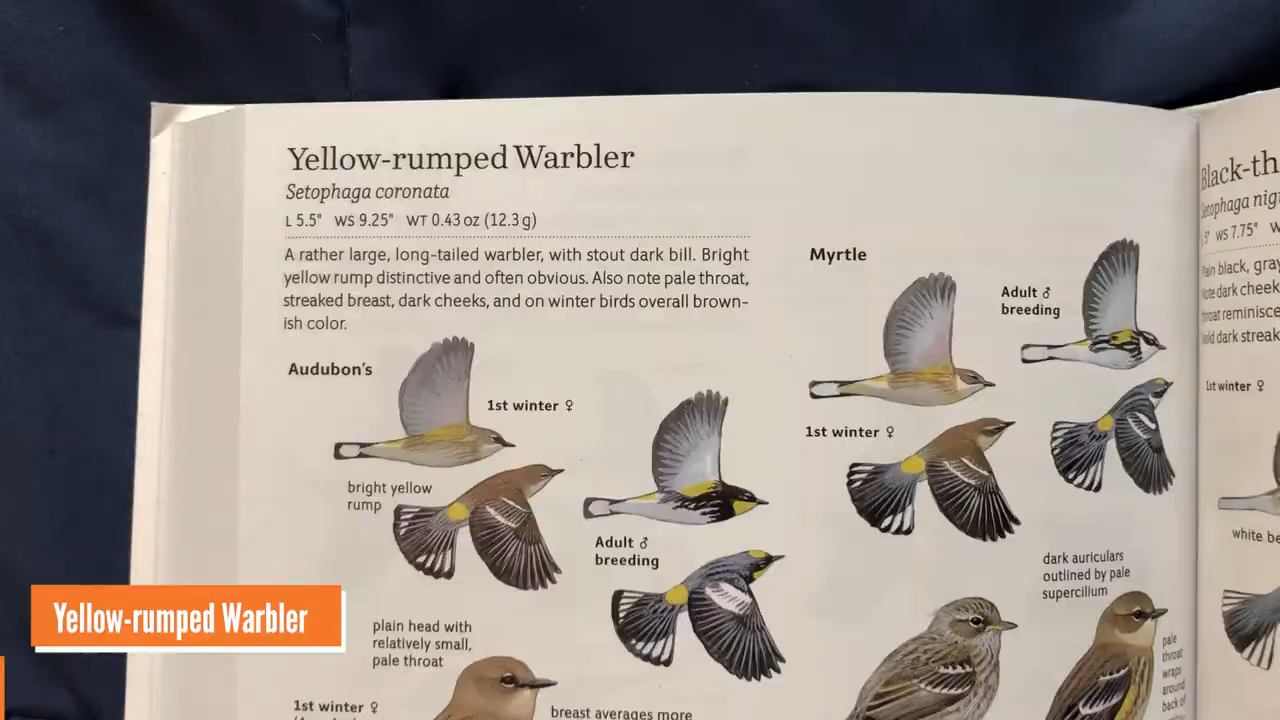 Yellow-rumped Warbler
Setophaga coronata
L 5.5" WS 9.25" WT 0.43 oz (12.3 g)
A rather large, long-tailed warbler, with stout dark bill. Bright
yellow rump distinctive and often obvious. Also note pale throat,
streaked breast, dark cheeks, and on winter birds overall brown-
ish color.
Audubon's
1st winter ♀
bright yellow
rump
Adult ♂
breeding
plain head with
relatively small,
pale throat
1st winter ♀
breast averages more
Myrtle
Adult ♂
breeding
1st winter ♀
dark auriculars
outlined by pale
supercilium
pale
throat
wraps
around
back of
Black-th
Setophaga nig
5" WS 7.75" W
Plain black, gray
Note dark cheek
throat reminisce
bold dark streak
1st winter ♀
white be
Yellow-rumped Warbler